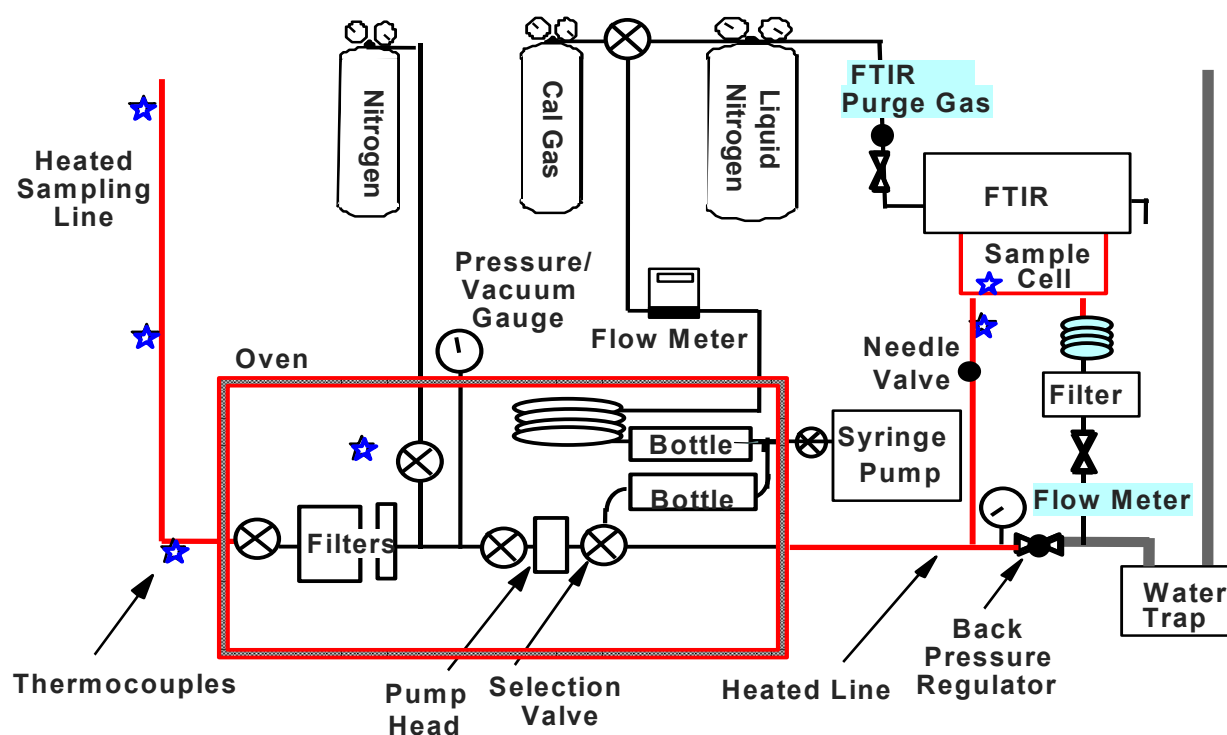 Nitrogen
Cal Gas
Liquid
Nitrogen
FTIR
Purge Gas
Heated
Sampling
Line
FTIR
Sample
Cell
Pressure/
Vacuum
Gauge
Flow Meter
Needle
Valve
Oven
Filter
Bottle
Syringe
Pump
Bottle
Flow Meter
Filters
Water
Trap
Thermocouples
Pump
Head
Selection
Valve
Heated Line
Back
Pressure
Regulator